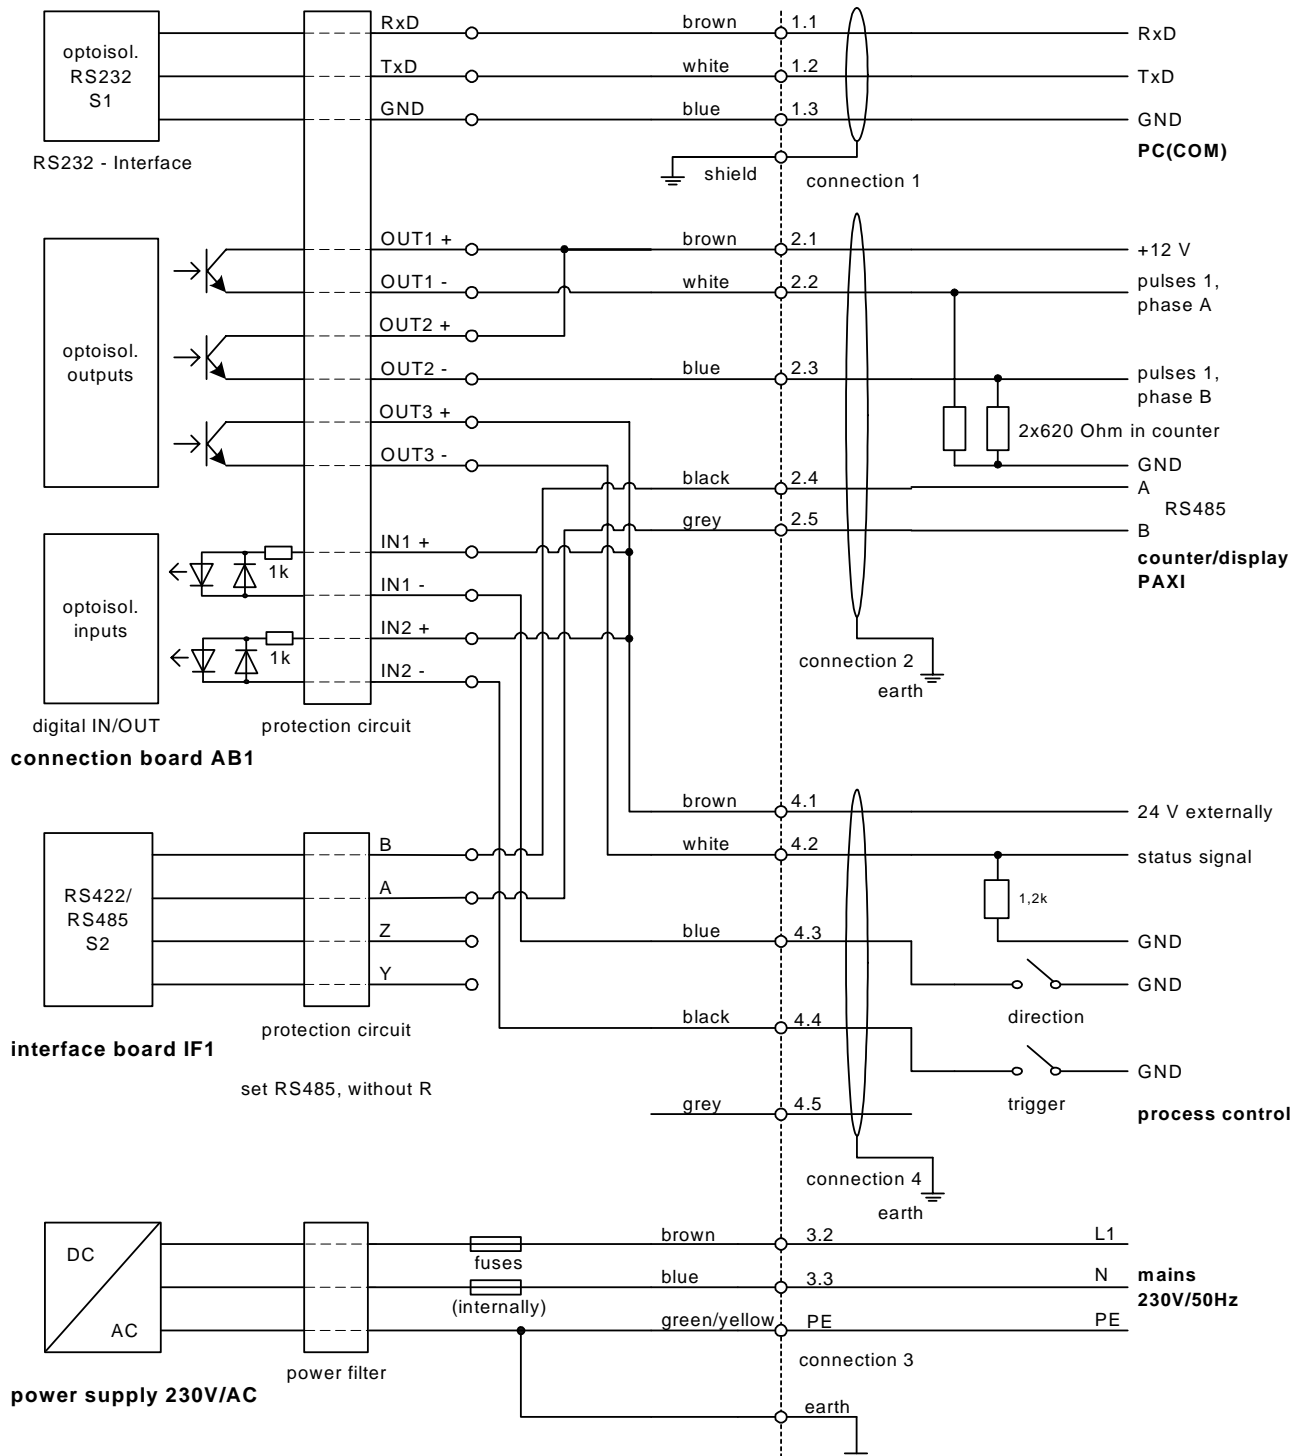 RxD brown 1.1 RxD
optoisol.
RS232
S1
TxD white 1.2 TxD
GND blue 1.3 GND
PC(COM)
RS232 - Interface
shield connection 1
OUT1 + brown 2.1 +12 V
OUT1 - white 2.2 pulses 1,
phase A
OUT2 +
optoisol.
outputs
OUT2 - blue 2.3 pulses 1,
phase B
OUT3 +
2x620 Ohm in counter
OUT3 - GND
black 2.4 A
RS485
grey 2.5 B
IN1 +
1k
counter/display
PAXI
IN1 -
optoisol.
inputs
IN2 +
1k
IN2 -
connection 2
earth
digital IN/OUT protection circuit
connection board AB1
brown 4.1 24 V externally
white 4.2 status signal
B
RS422/
RS485
S2
A
1,2k
Z blue 4.3 GND
Y GND
direction
protection circuit black 4.4
interface board IF1
GND
set RS485, without R
trigger
grey 4.5 process control
connection 4
earth
brown 3.2 L1
DC
fuses
blue 3.3 N mains
230V/50Hz
(internally)
AC
green/yellow PE PE
connection 3
power filter
power supply 230V/AC
earth